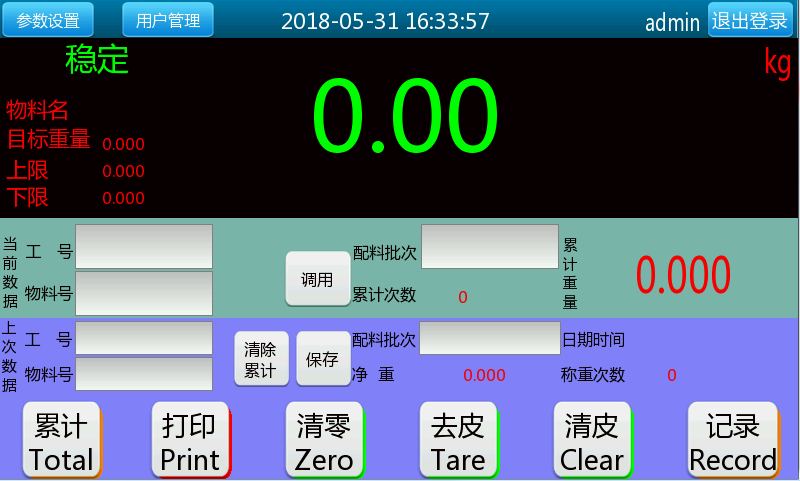 参数设置 用户管理 2018-05-31 16:33:57 admin 退出登录
稳定 0.00 kg
物料名
目标重量 0.000
上限 0.000
下限 0.000
当前数据 工 号 调用 配料批次 累计重量 0.000
物料号 累计次数 0
上次数据 工 号 清除累计 保存 配料批次 日期时间
物料号 净 重 0.000 称重次数 0
累计 打印 清零 去皮 清皮 记录
Total Print Zero Tare Clear Record